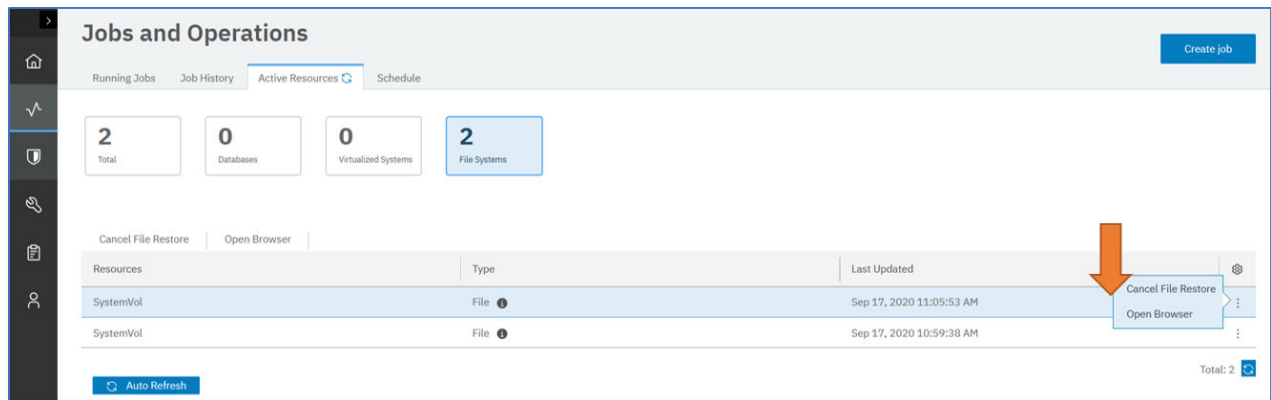 Jobs and Operations
Create job
Running Jobs Job History Active Resources Schedule
2 0 0 2
Total Databases Virtualized Systems File Systems
Cancel File Restore Open Browser
Resources Type Last Updated
Cancel File Restore
SystemVol File Sep 17, 2020 11:05:53 AM
Open Browser
SystemVol File Sep 17, 2020 10:59:38 AM
Total: 2
Auto Refresh